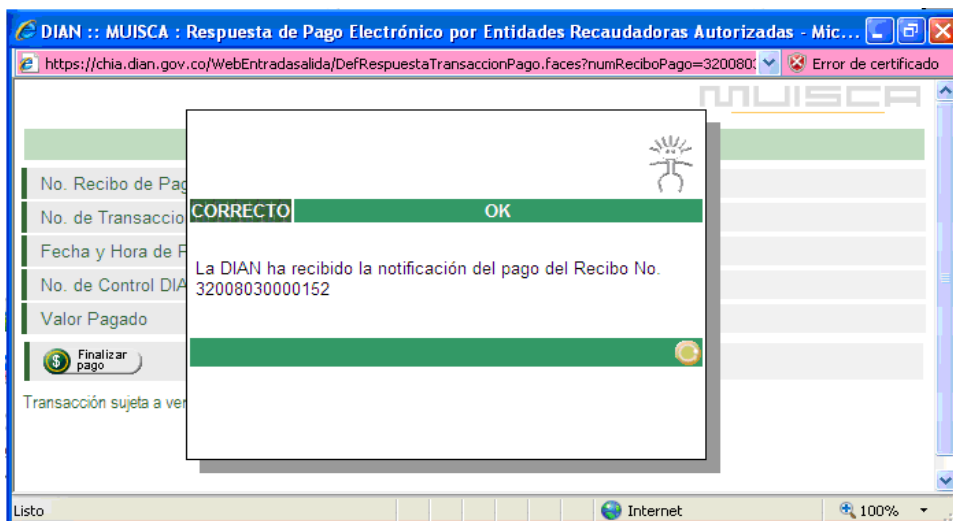 DIAN :: MUISCA : Respuesta de Pago Electrónico por Entidades Recaudadoras Autorizadas - Mic...
https://chia.dian.gov.co/WebEntradasalida/DefRespuestaTransaccionPago.faces?numReciboPago=320080: Error de certificado
MUISCA
No. Recibo de Pag
No. de Transaccio
CORRECTO OK
Fecha y Hora de P
La DIAN ha recibido la notificación del pago del Recibo No.
No. de Control DIA
32008030000152
Valor Pagado
Finalizar
pago
Transacción sujeta a ver
Listo Internet 100%